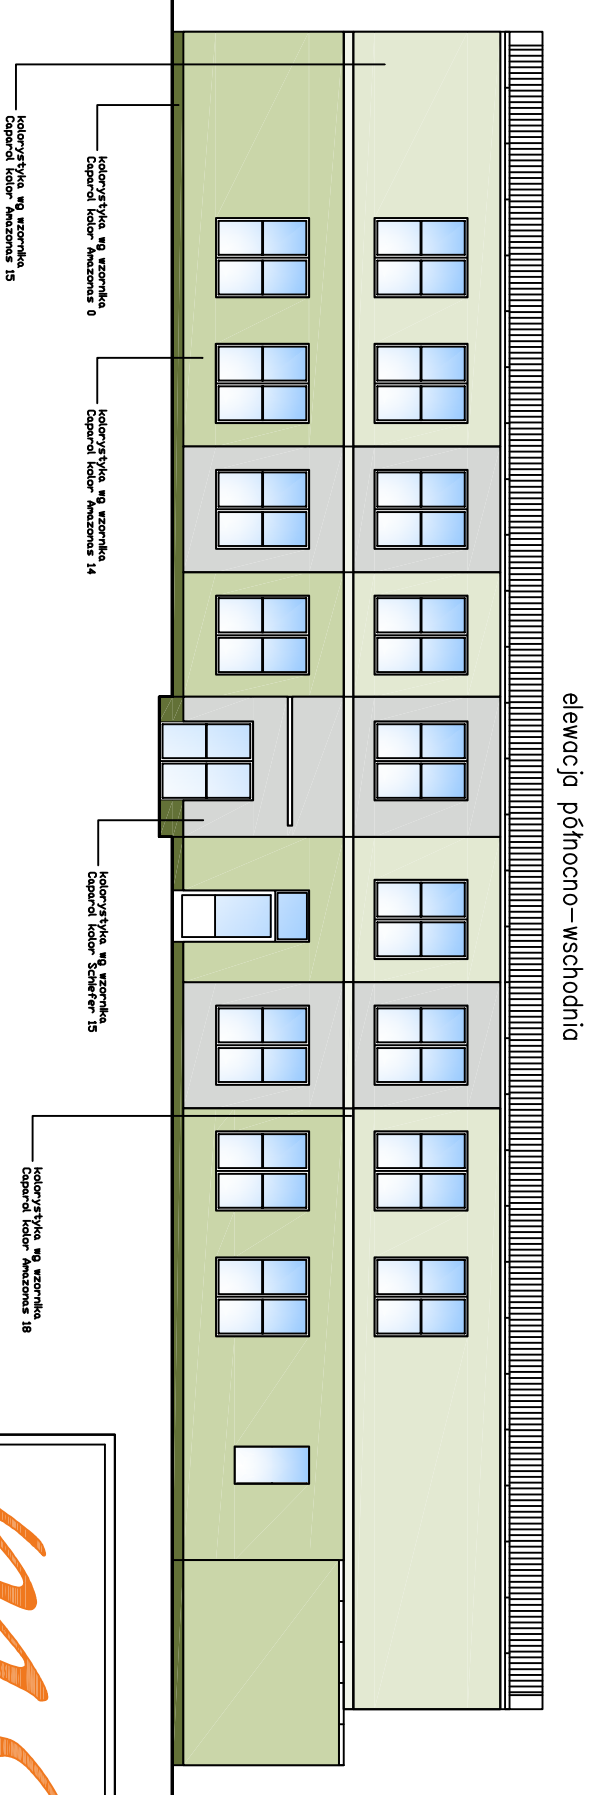 elewacja północno-wschodnia
kolorystyka wg wzornika
Caparol kolor Amazonas 0
kolorystyka wg wzornika
Caparol kolor Amazonas 14
kolorystyka wg wzornika
Caparol kolor Schiefer 15
kolorystyka wg wzornika
Caparol kolor Amazonas 18
kolorystyka wg wzornika
Caparol kolor Amazonas 15